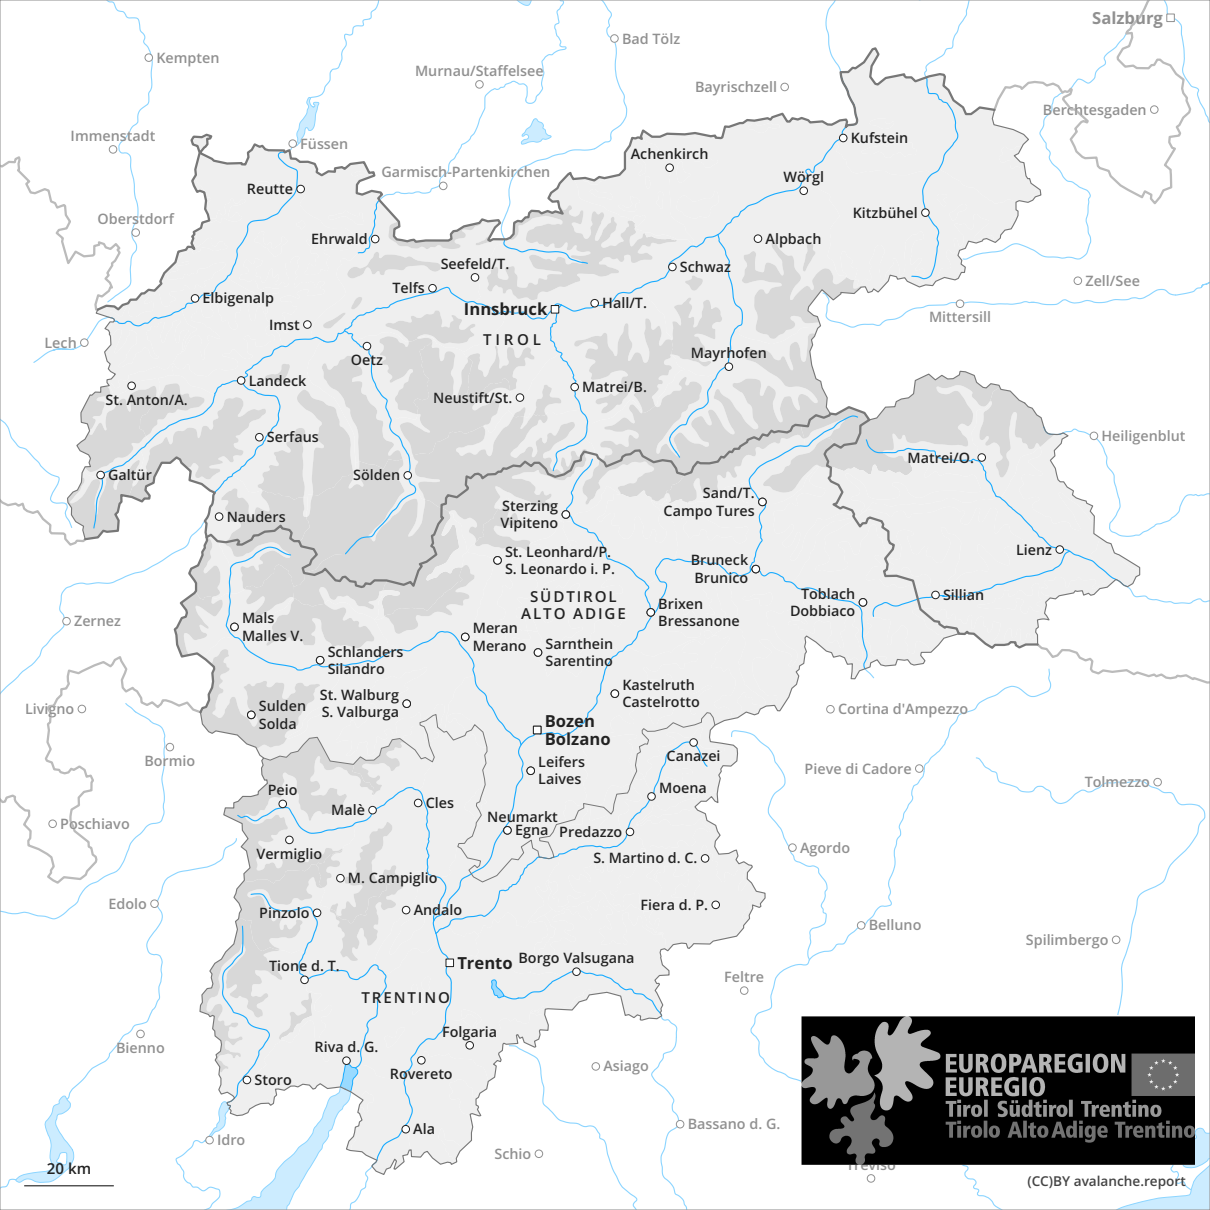 Salzburg
Bad Tölz
Kempten
Murnau/Staffelsee
Bayrischzell
Berchtesgaden
Immenstadt
Füssen
Kufstein
Achenkirch
Garmisch-Partenkirchen
Wörgl
Reutte
Oberstdorf
Kitzbühel
Ehrwald
Alpbach
Seefeld/T.
Schwaz
Zell/See
Telfs
Elbigenalp
Hall/T.
Innsbruck
Mittersill
Imst
TIROL
Lech
Oetz
Mayrhofen
Landeck
Matrei/B.
St. Anton/A.
Neustift/St.
Serfaus
Heiligenblut
Matrei/O.
Galtür
Sölden
Sand/T.
Campo Tures
Sterzing
Vipiteno
Nauders
Lienz
St. Leonhard/P.
S. Leonardo i. P.
Bruneck
Brunico
SÜDTIROL
ALTO ADIGE
Toblach
Dobbiaco
Sillian
Brixen
Bressanone
Zernez
Mals
Malles V.
Meran
Merano
Sarnthein
Sarentino
Schlanders
Silandro
Kastelruth
Castelrotto
St. Walburg
S. Valburga
Sulden
Solda
Livigno
Cortina d'Ampezzo
Bozen
Bolzano
Bormio
Canazei
Leifers
Laives
Pieve di Cadore
Tolmezzo
Peio
Moena
Malè
Cles
Neumarkt
Egna
Predazzo
Poschiavo
Vermiglio
Agordo
S. Martino d. C.
M. Campiglio
Edolo
Pinzolo
Andalo
Fiera d. P.
Belluno
Spilimbergo
Borgo Valsugana
Trento
Tione d. T.
Feltre
TRENTINO
Folgaria
Bienno
Riva d. G.
Rovereto
Asiago
Storo
EUROPAREGION
EUREGIO
Tirol Südtirol Trentino
Tirolo Alto Adige Trentino
Bassano d. G.
Ala
Idro
Schio
Treviso
20 km
(CC)BY avalanche.report